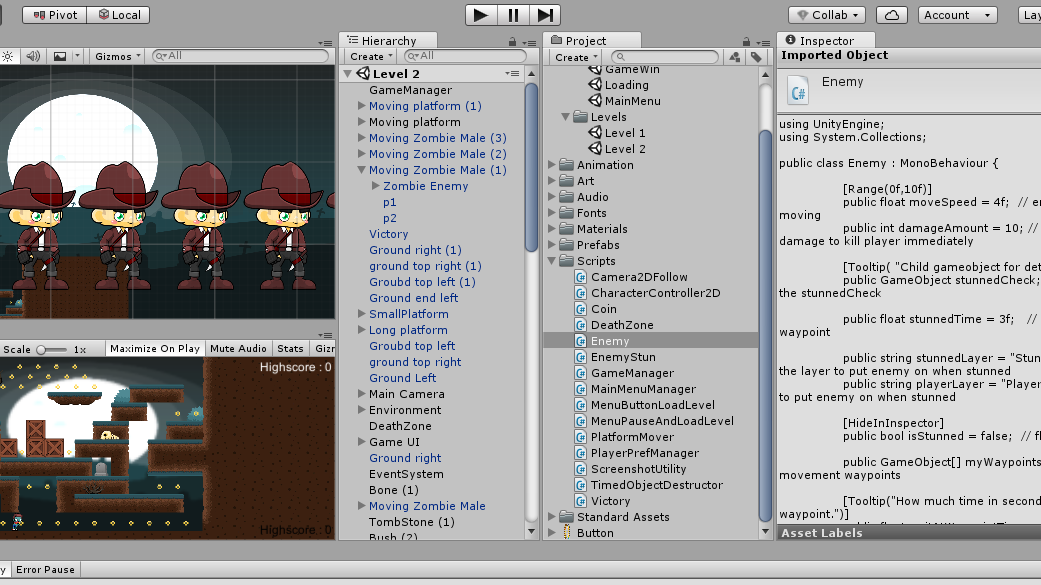 Pivot
Local
Collab
Account
Lay
Gizmos
All
Scale
1x
Maximize On Play
Mute Audio
Stats
Giz
Highscore : 0
Highscore : 0
Error Pause
Hierarchy
Create
All
Level 2
GameManager
Moving platform (1)
Moving platform
Moving Zombie Male (3)
Moving Zombie Male (2)
Moving Zombie Male (1)
Zombie Enemy
p1
p2
Victory
Ground right (1)
ground top right (1)
Groubd top left (1)
Ground end left
SmallPlatform
Long platform
Groubd top left
ground top right
Ground Left
Main Camera
Environment
DeathZone
Game UI
Ground right
EventSystem
Bone (1)
Moving Zombie Male
TombStone (1)
Bush (2)
Project
Create
GameWin
Loading
MainMenu
Levels
Level 1
Level 2
Animation
Art
Audio
Fonts
Materials
Prefabs
Scripts
Camera2DFollow
CharacterController2D
Coin
DeathZone
Enemy
EnemyStun
GameManager
MainMenuManager
MenuButtonLoadLevel
MenuPauseAndLoadLevel
PlatformMover
PlayerPrefManager
ScreenshotUtility
TimedObjectDestructor
Victory
Standard Assets
Button
Inspector
Imported Object
C#
Enemy
using UnityEngine;
using System.Collections;
public class Enemy : MonoBehaviour {
[Range(0f,10f)]
public float moveSpeed = 4f;  // e
moving
public int damageAmount = 10; //
damage to kill player immediately
[Tooltip( "Child gameobject for det
public GameObject stunnedCheck;
the stunnedCheck
public float stunnedTime = 3f;   //
waypoint
public string stunnedLayer = "Stun
the layer to put enemy on when stunned
public string playerLayer = "Player
to put enemy on when stunned
[HideInInspector]
public bool isStunned = false;  // fl
public GameObject[] myWaypoints
movement waypoints
[Tooltip("How much time in second
waypoint.")]
Asset Labels